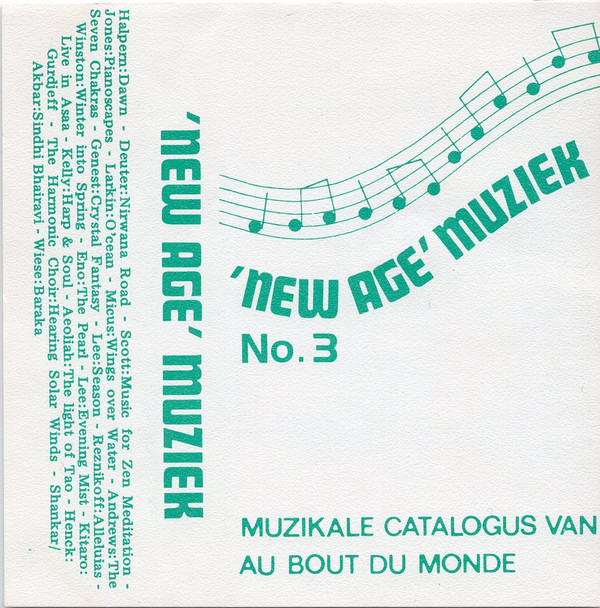 'NEW AGE' MUZIEK
Halpern:Dawn - Deuter:Nirwana Road - Scott:Music for Zen Meditation -
Jones:Pianoscapes - Larkin:O'cean - Micus:Wings over Water - Andrews:The
Seven Chakras - Genest:Crystal Fantasy - Lee:Season - Reznikoff:Alleluias -
Winston:Winter into Spring - Eno:The Pearl - Lee:Evening Mist - Kitaro:
Live in Asaa - Kelly:Harp & Soul - Aeoliah:The light of Tao - Henck:
Gurdjeff - The Harmonic Choir:Hearing Solar Winds - Shankar/
Akbar:Sindhi Bhairavi - Wiese:Baraka
'NEW AGE' MUZIEK
No. 3
MUZIKALE CATALOGUS VAN
AU BOUT DU MONDE